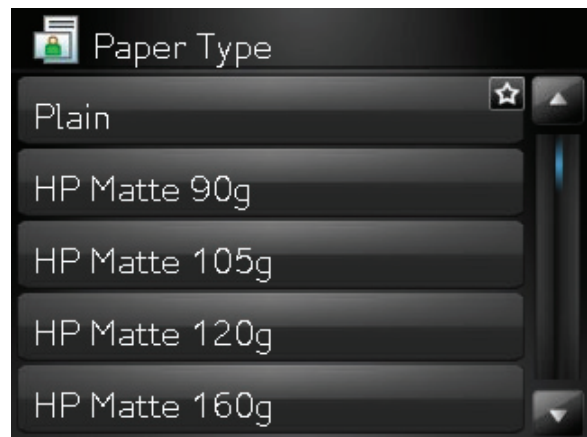 Paper Type
Plain
HP Matte 90g
HP Matte 105g
HP Matte 120g
HP Matte 160g